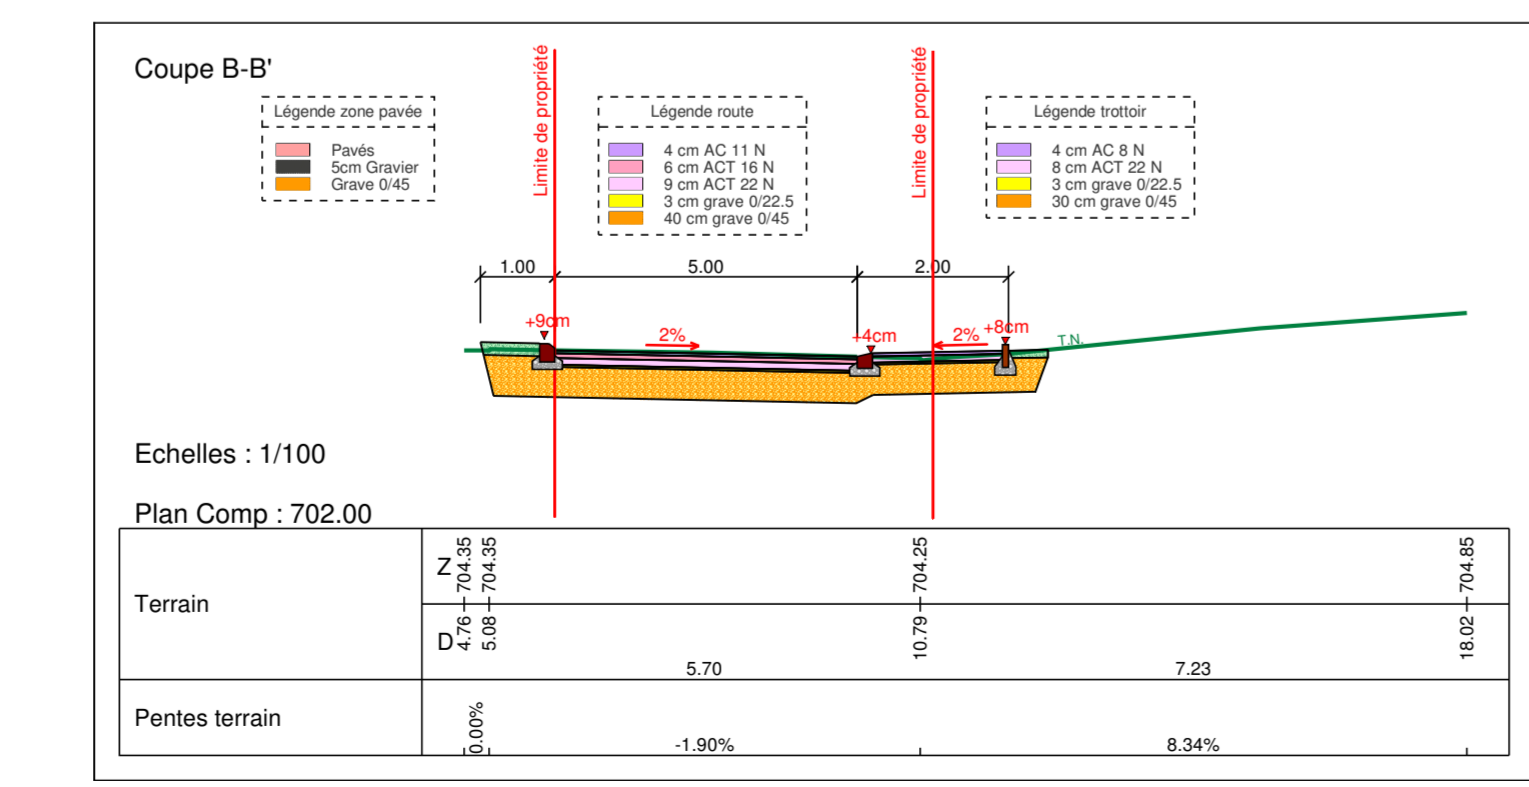 Coupe B-B'
Limite de propriété
Limite de propriété
Légende zone pavée
Pavés
5cm Gravier
Grave 0/45
Légende route
4 cm AC 11 N
6 cm ACT 16 N
9 cm ACT 22 N
3 cm grave 0/22.5
40 cm grave 0/45
Légende trottoir
4 cm AC 8 N
8 cm ACT 22 N
3 cm grave 0/22.5
30 cm grave 0/45
1.00 5.00 2.00
+9cm 2% +4cm 2% +8cm T.N.
Echelles : 1/100
Plan Comp : 702.00
Terrain
Z 704.35 704.35 704.25 704.85
D 4.76 5.08 10.79 18.02
5.70 7.23
Pentes terrain
0.00% -1.90% 8.34%